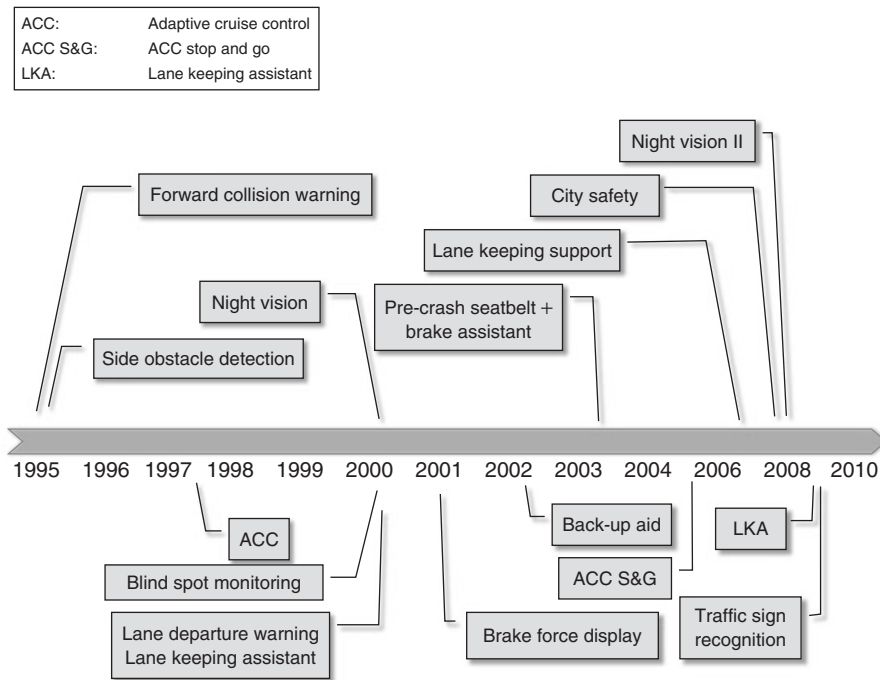 ACC: Adaptive cruise control
ACC S&G: ACC stop and go
LKA: Lane keeping assistant
Night vision II
Forward collision warning
City safety
Lane keeping support
Night vision
Pre-crash seatbelt +
brake assistant
Side obstacle detection
1995 1996 1997 1998 1999 2000 2001 2002 2003 2004 2006 2008 2010
ACC
Back-up aid
LKA
Blind spot monitoring
ACC S&G
Lane departure warning
Lane keeping assistant
Brake force display
Traffic sign
recognition